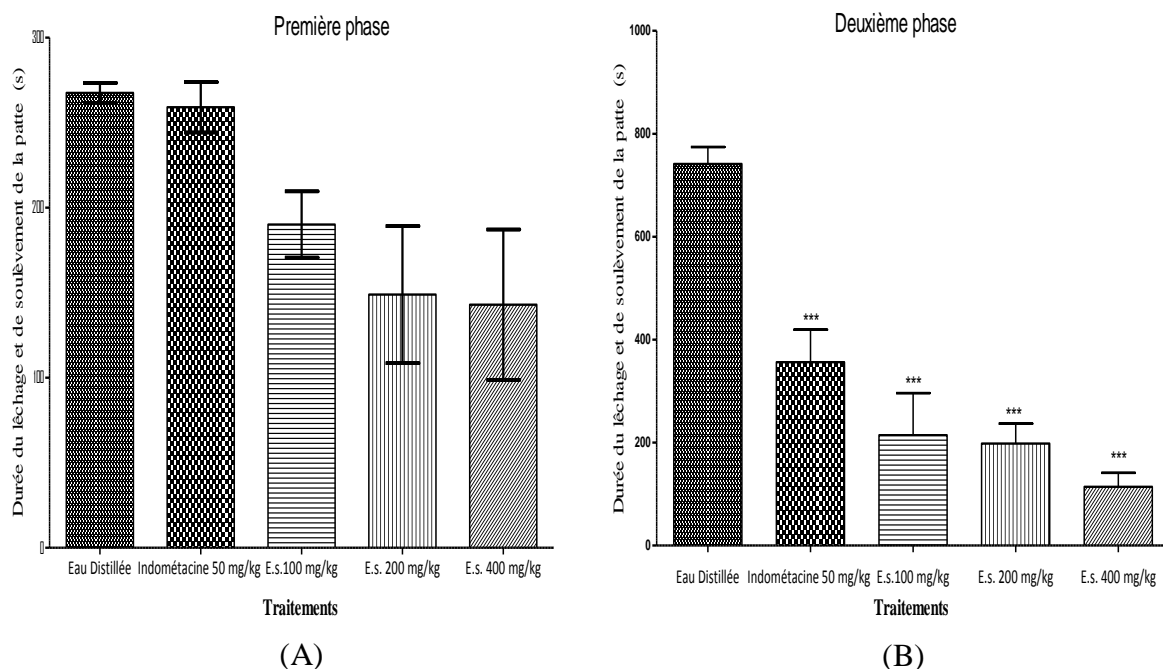 Première phase
Durée du lêchage et de soulèvement de la patte (s)
300
200
100
0
Eau Distillée Indométacine 50 mg/kg E.s.100 mg/kg E.s. 200 mg/kg E.s. 400 mg/kg
Traitements
(A)
Deuxième phase
Durée du lêchage et de soulèvement de la patte (s)
1000
800
600
400
200
0
***
***
***
***
Eau Distillée Indométacine 50 mg/kg E.s.100 mg/kg E.s. 200 mg/kg E.s. 400 mg/kg
Traitements
(B)